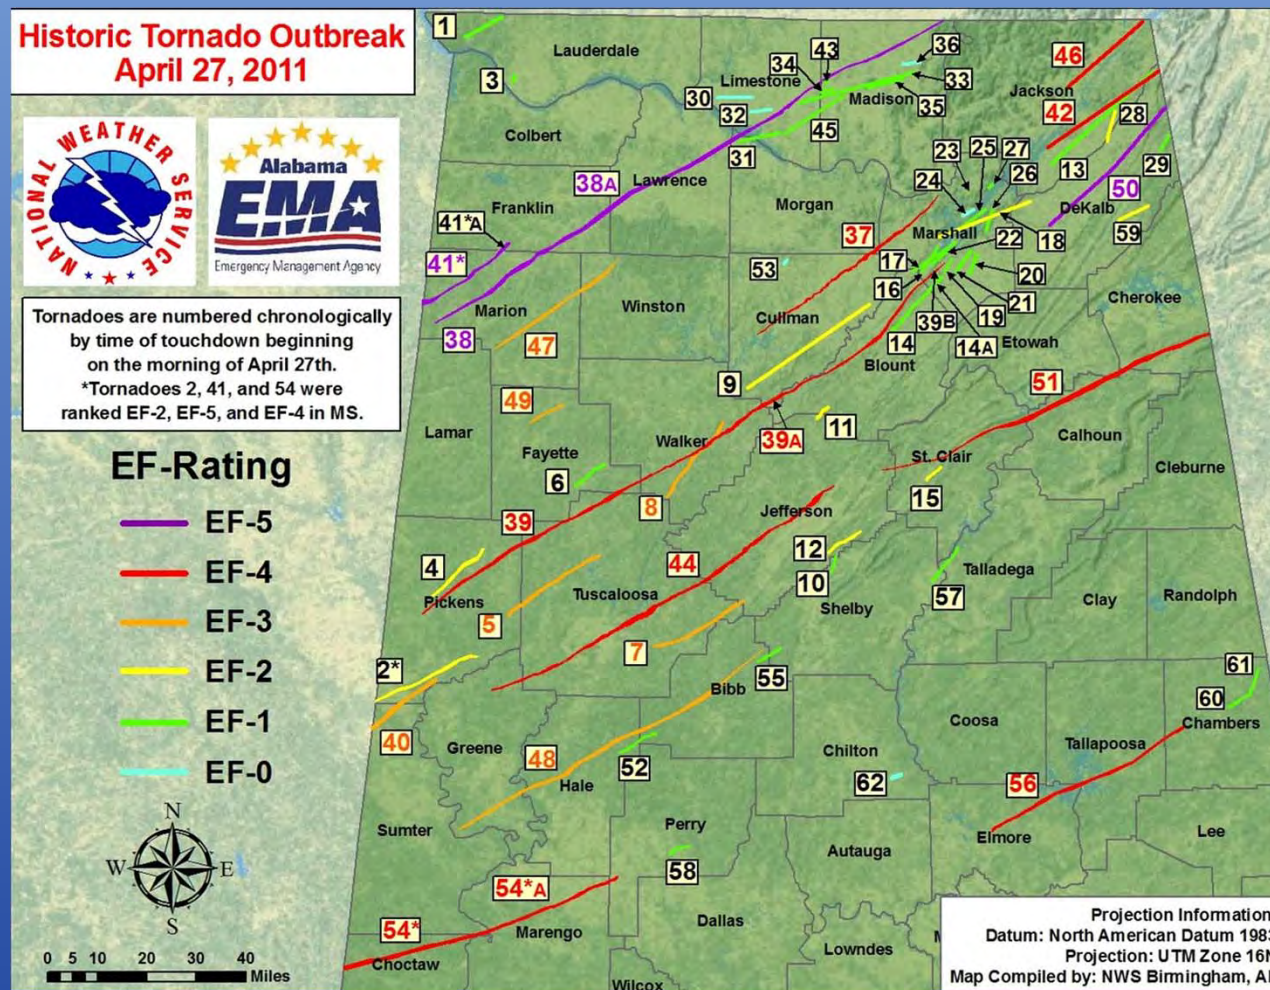 Historic Tornado Outbreak
April 27, 2011
NATIONAL WEATHER SERVICE
Alabama
EMA
Emergency Management Agency
Tornadoes are numbered chronologically
by time of touchdown beginning
on the morning of April 27th.
*Tornadoes 2, 41, and 54 were
ranked EF-2, EF-5, and EF-4 in MS.
EF-Rating
EF-5
EF-4
EF-3
EF-2
EF-1
EF-0
N
W E
S
0 5 10 20 30 40
Miles
1
Lauderdale
3
43
36
34
Limestone
33
46
30
Madison
35
Jackson
32
42
28
Colbert
45
31
23
25
27
13
29
38A
Lawrence
24
26
50
Franklin
Morgan
DeKalb
41*A
37
Marshall
59
22
18
41*
53
17
20
16
21
Marion
Winston
Cullman
39B
19
Cherokee
38
47
14
14A
Etowah
9
Blount
51
49
Lamar
Walker
39A
11
Calhoun
Fayette
St. Clair
Cleburne
6
15
8
Jefferson
39
12
4
44
10
Talladega
Pickens
Tuscaloosa
Shelby
57
Clay
Randolph
5
7
2*
55
61
Bibb
60
40
Greene
48
52
Chilton
Coosa
Tallapoosa
Chambers
Hale
62
56
Sumter
Perry
Elmore
Lee
58
Autauga
54*A
54*
Marengo
Dallas
Lowndes
M
Choctaw
Wilcox
Projection Information
Datum: North American Datum 1983
Projection: UTM Zone 16N
Map Compiled by: NWS Birmingham, AL